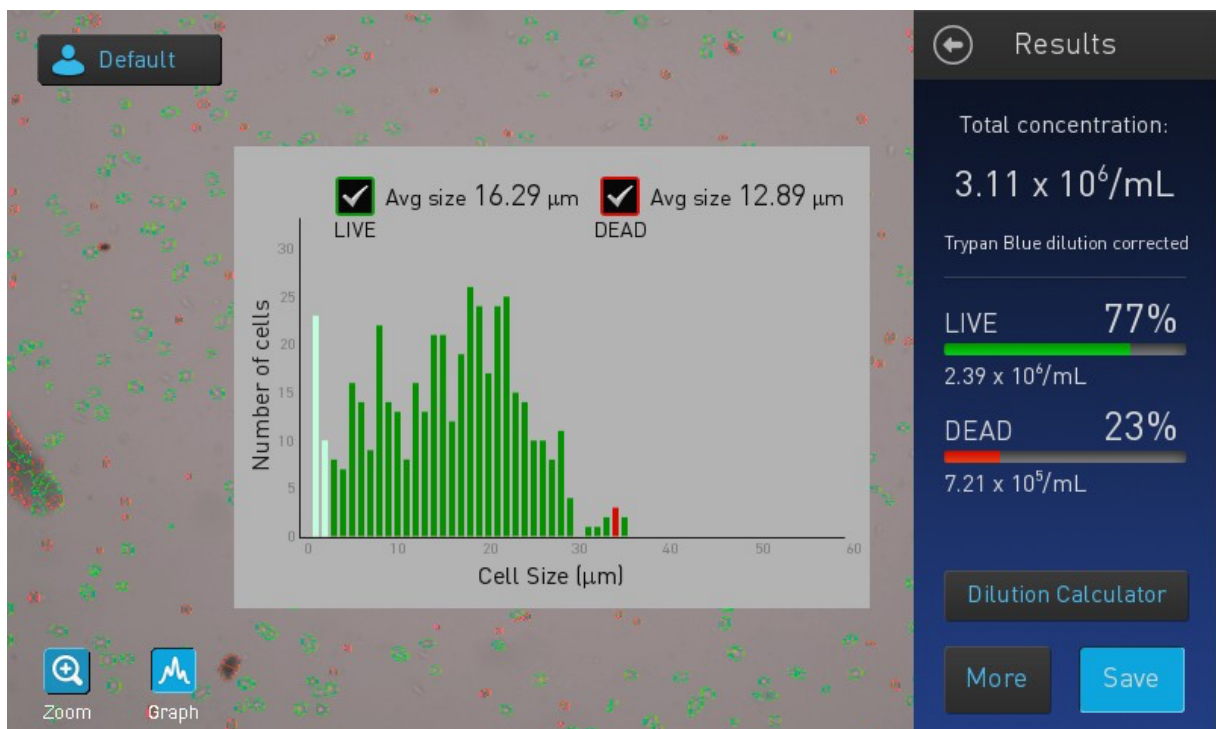 Default
Results
Total concentration:
3.11 x 10⁶/mL
Trypan Blue dilution corrected
LIVE 77%
2.39 x 10⁶/mL
DEAD 23%
7.21 x 10⁵/mL
Dilution Calculator
More Save
Avg size 16.29 µm Avg size 12.89 µm
LIVE DEAD
Number of cells
30
25
20
15
10
5
0
0 10 20 30 40 50 60
Cell Size (µm)
Zoom Graph